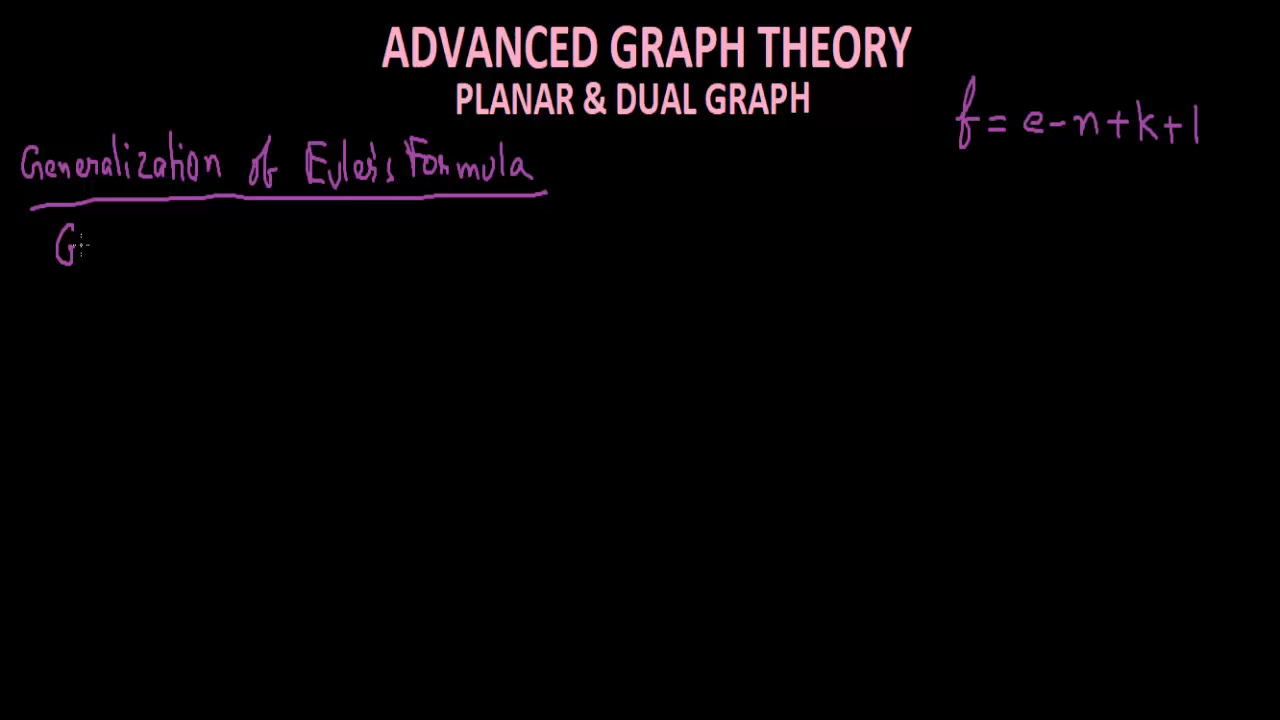 ADVANCED GRAPH THEORY
PLANAR & DUAL GRAPH
f = e - n + k + 1
Generalization of Euler's Formula
G